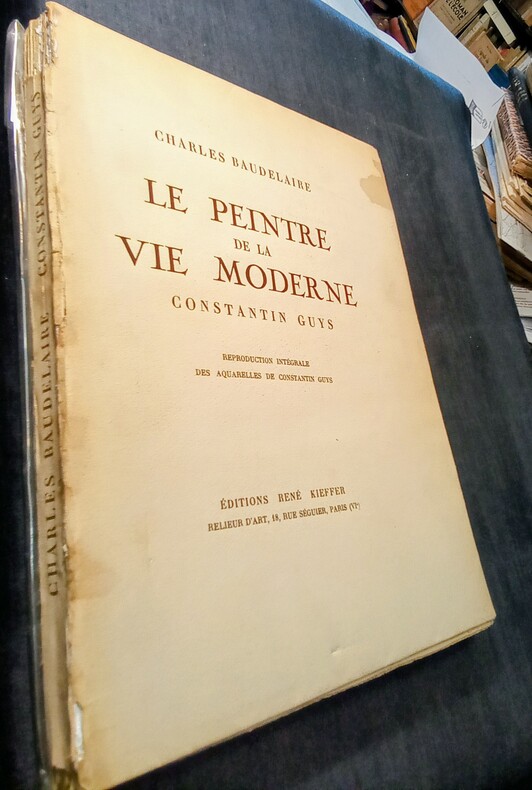 CHARLES BAUDELAIRE
LE PEINTRE
DE LA
VIE MODERNE
CONSTANTIN GUYS
REPRODUCTION INTÉGRALE
DES AQUARELLES DE CONSTANTIN GUYS
ÉDITIONS RENÉ KIEFFER
RELIEUR D'ART, 18, RUE SÉGUIER, PARIS (VIe)
CHARLES BAUDELAIRE CONSTANTIN GUYS